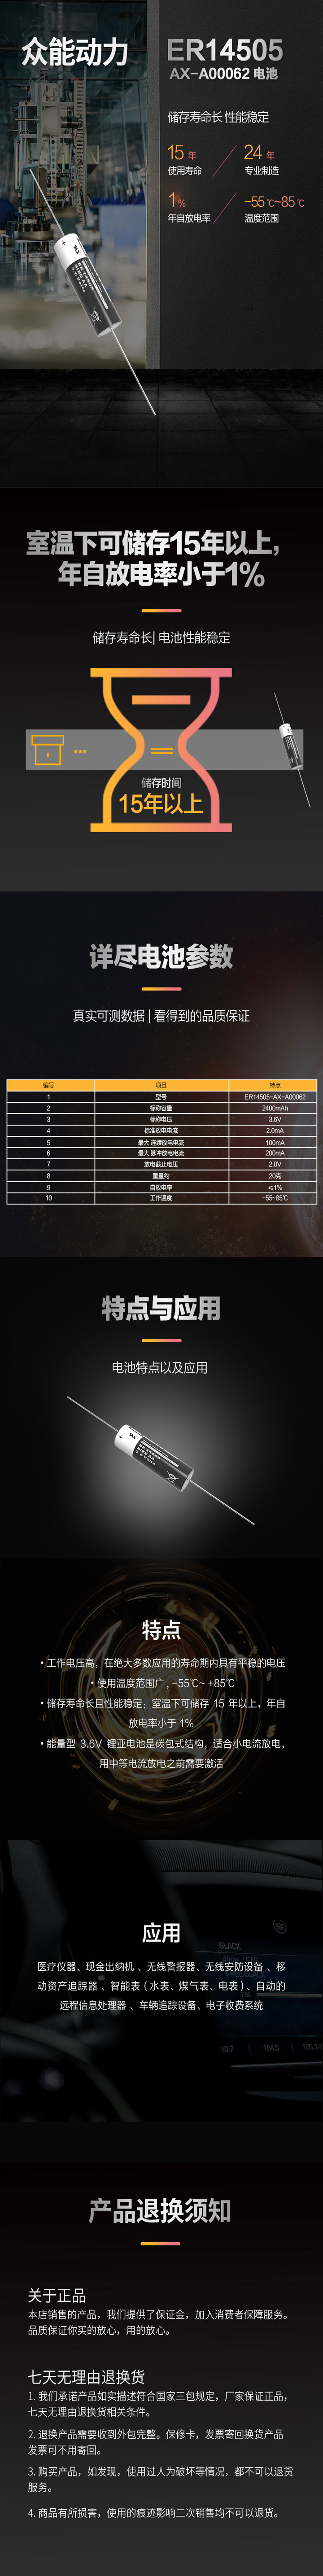 众能动力
ER14505
AX-A00062 电池
储存寿命长 性能稳定
15 年
24 年
使用寿命
专业制造
1%
-55℃~85℃
年自放电率
温度范围
室温下可储存15年以上,
年自放电率小于1%
储存寿命长| 电池性能稳定
储存时间
15年以上
详尽电池参数
真实可测数据 | 看得到的品质保证
编号 项目 特点
1 型号 ER14505-AX-A00062
2 标称容量 2400mAh
3 标称电压 3.6V
4 标准放电电流 2.0mA
5 最大 连续放电电流 100mA
6 最大 脉冲放电电流 200mA
7 放电截止电压 2.0V
8 重量约 20克
9 自放电率 ≤1%
10 工作温度 -55~85℃
特点与应用
电池特点以及应用
特点
• 工作电压高，在绝大多数应用的寿命期内具有平稳的电压
• 使用温度范围广，-55℃~ +85℃
• 储存寿命长且性能稳定：室温下可储存 15 年以上，年自
放电率小于 1%
• 能量型 3.6V 锂亚电池是碳包式结构，适合小电流放电，
用中等电流放电之前需要激活
应用
医疗仪器、现金出纳机 、无线警报器、无线安防设备 、移
动资产追踪器 、智能表 ( 水表、煤气表、电表 ) 、自动的
远程信息处理器 、车辆追踪设备、电子收费系统
BLACK
104.5
产品退换须知
关于正品
本店销售的产品，我们提供了保证金，加入消费者保障服务。
品质保证你买的放心，用的放心。
七天无理由退换货
1. 我们承诺产品如实描述符合国家三包规定，厂家保证正品，
七天无理由退换货相关条件。
2. 退换产品需要收到外包完整。保修卡，发票寄回换货产品
发票可不用寄回。
3. 购买产品，如发现，使用过人为破坏等情况，都不可以退货
服务。
4. 商品有所损害，使用的痕迹影响二次销售均不可以退货。